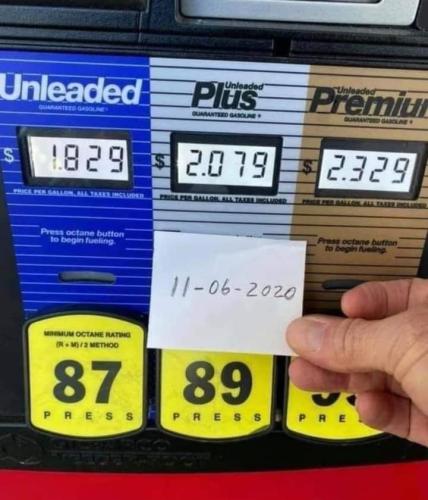 Unleaded
GUARANTEED GASOLINE
Unleaded
Plus
GUARANTEED GASOLINE
Unleaded
Premiu
GUARANTEED GASOLINE
$ 1.829
$ 2.079
$ 2.329
PRICE PER GALLON, ALL TAXES INCLUDED
PRICE PER GALLON, ALL TAXES INCLUDED
PRICE PER GALLON, ALL TAXES INCLUDED
Press octane button
to begin fueling.
Press octane button
to begin fueling.
11-06-2020
MINIMUM OCTANE RATING
(R + M) / 2 METHOD
87
PRESS
89
PRESS
PRE